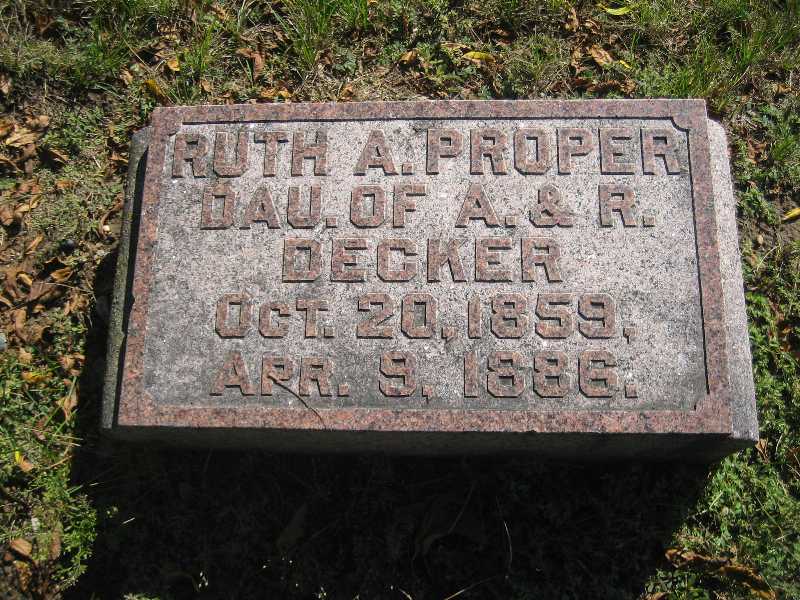 RUTH A. PROPER
DAU. OF A. & R.
DECKER
OCT. 20, 1859,
APR. 9, 1886.